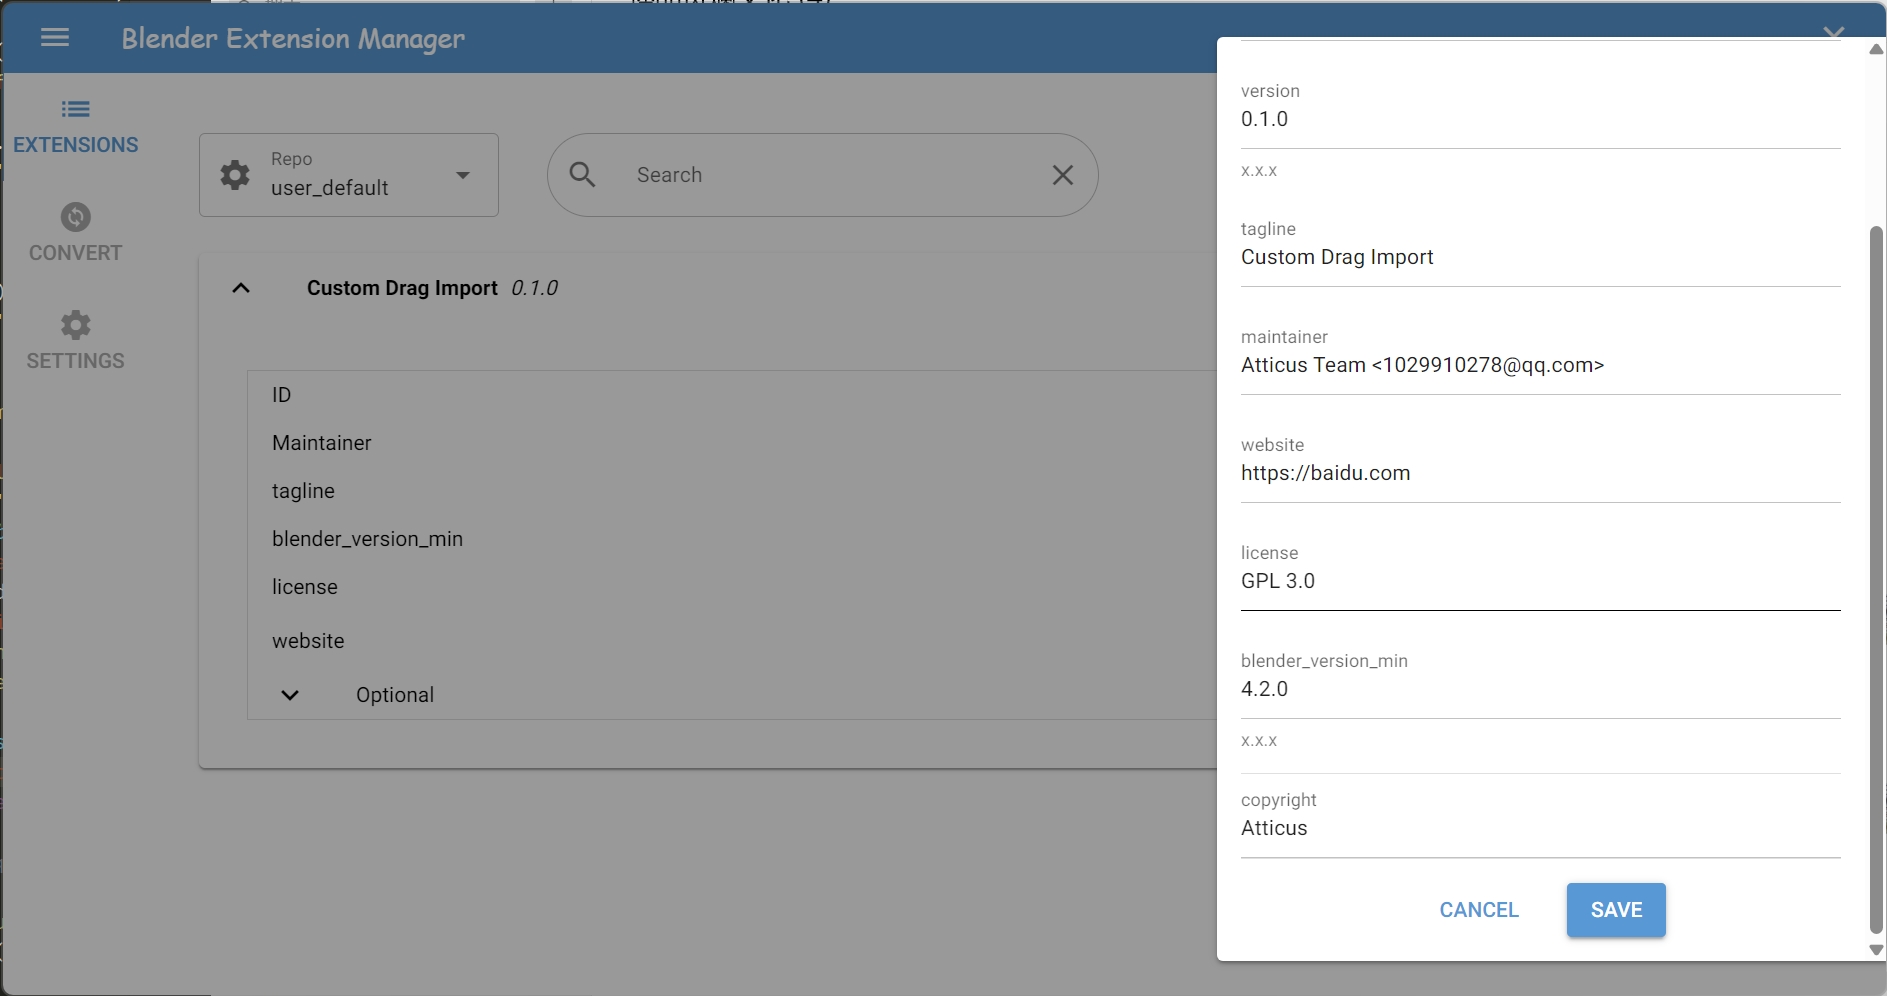 Blender Extension Manager
EXTENSIONS
CONVERT
SETTINGS
Repo
user_default
Search
Custom Drag Import 0.1.0
ID
Maintainer
tagline
blender_version_min
license
website
Optional
version
0.1.0
x.x.x
tagline
Custom Drag Import
maintainer
Atticus Team <1029910278@qq.com>
website
https://baidu.com
license
GPL 3.0
blender_version_min
4.2.0
x.x.x
copyright
Atticus
CANCEL
SAVE